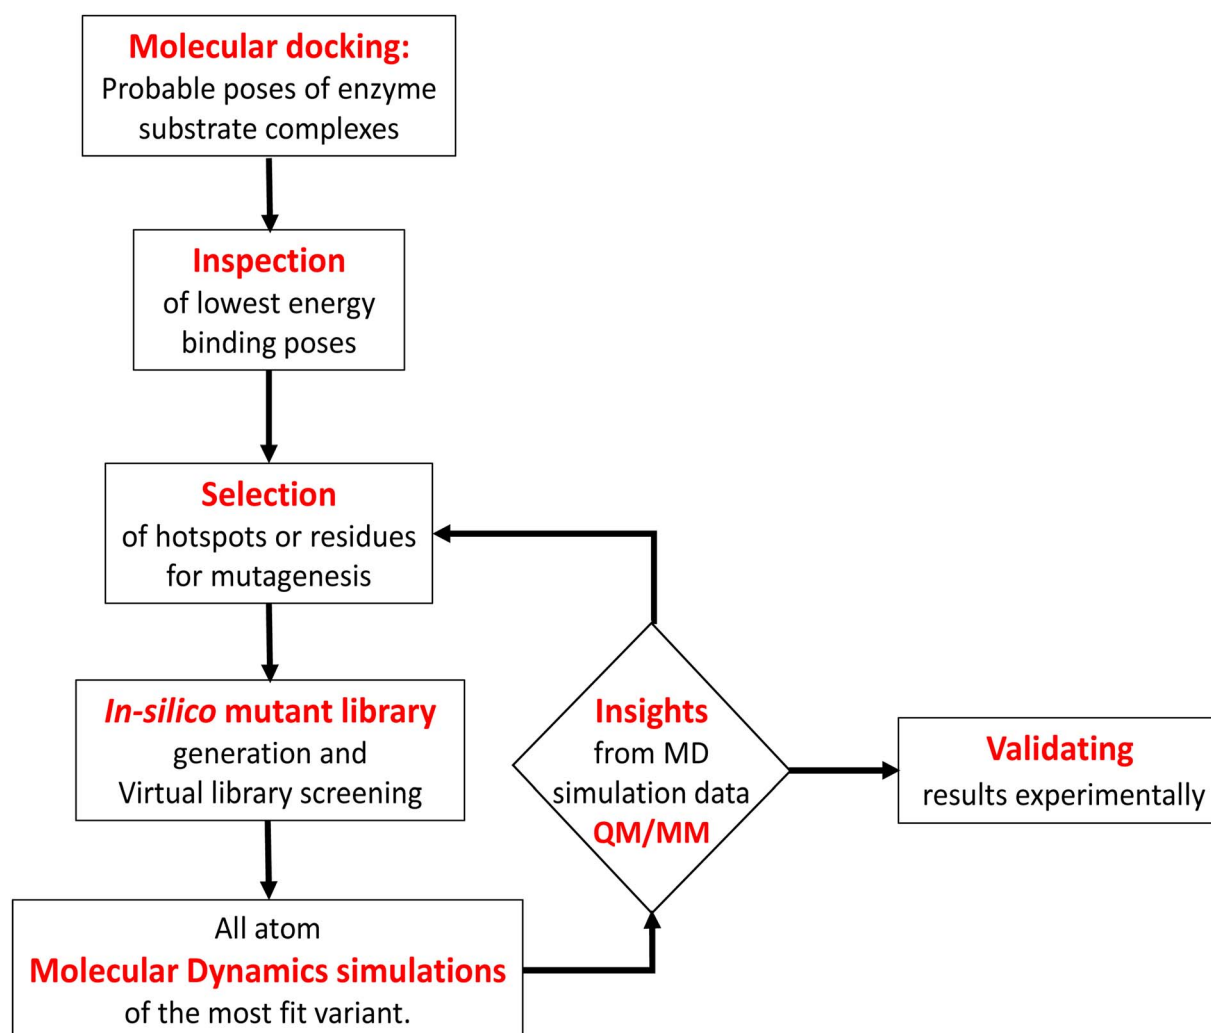 Molecular docking:
Probable poses of enzyme
substrate complexes
Inspection
of lowest energy
binding poses
Selection
of hotspots or residues
for mutagenesis
In-silico mutant library
generation and
Virtual library screening
All atom
Molecular Dynamics simulations
of the most fit variant.
Insights
from MD
simulation data
QM/MM
Validating
results experimentally